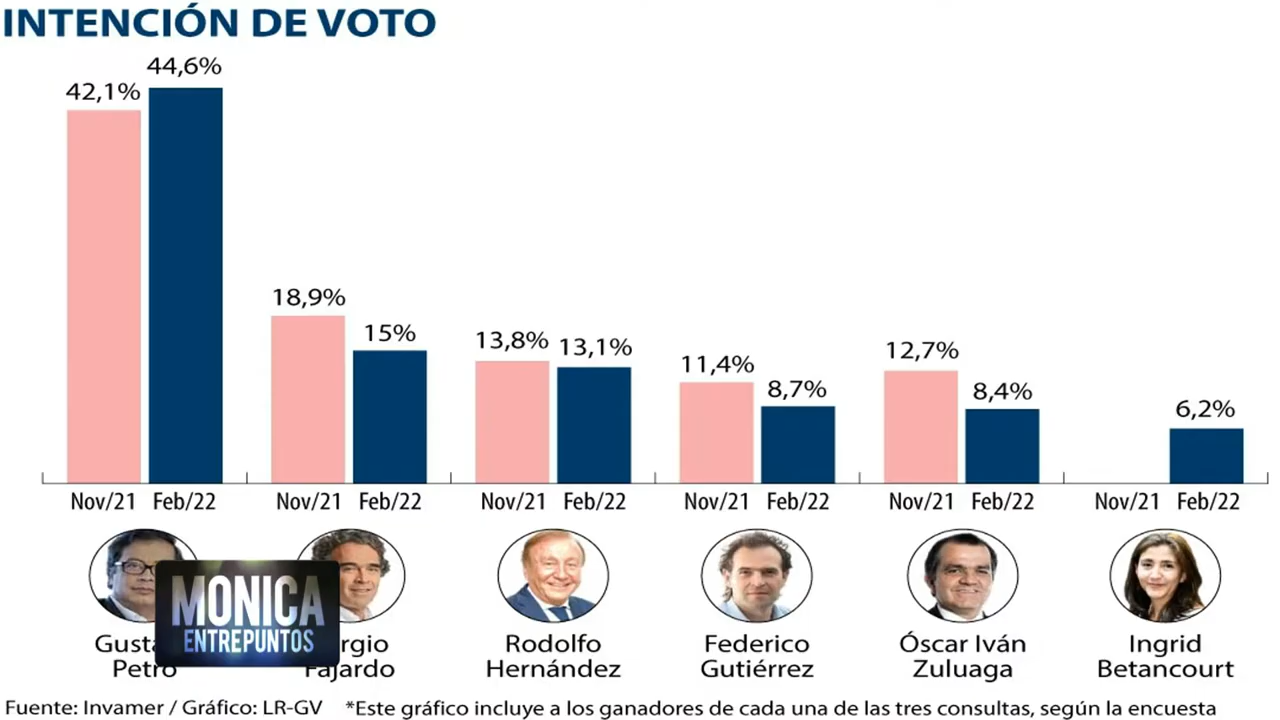 INTENCIÓN DE VOTO
42,1% 44,6%
18,9% 15%
13,8% 13,1%
11,4% 8,7%
12,7% 8,4%
6,2%
Nov/21 Feb/22 Nov/21 Feb/22 Nov/21 Feb/22 Nov/21 Feb/22 Nov/21 Feb/22 Nov/21 Feb/22
MONICA
ENTREPUNTOS
Petro
Fajardo
Rodolfo
Hernández
Federico
Gutiérrez
Óscar Iván
Zuluaga
Ingrid
Betancourt
Fuente: Invamer / Gráfico: LR-GV *Este gráfico incluye a los ganadores de cada una de las tres consultas, según la encuesta